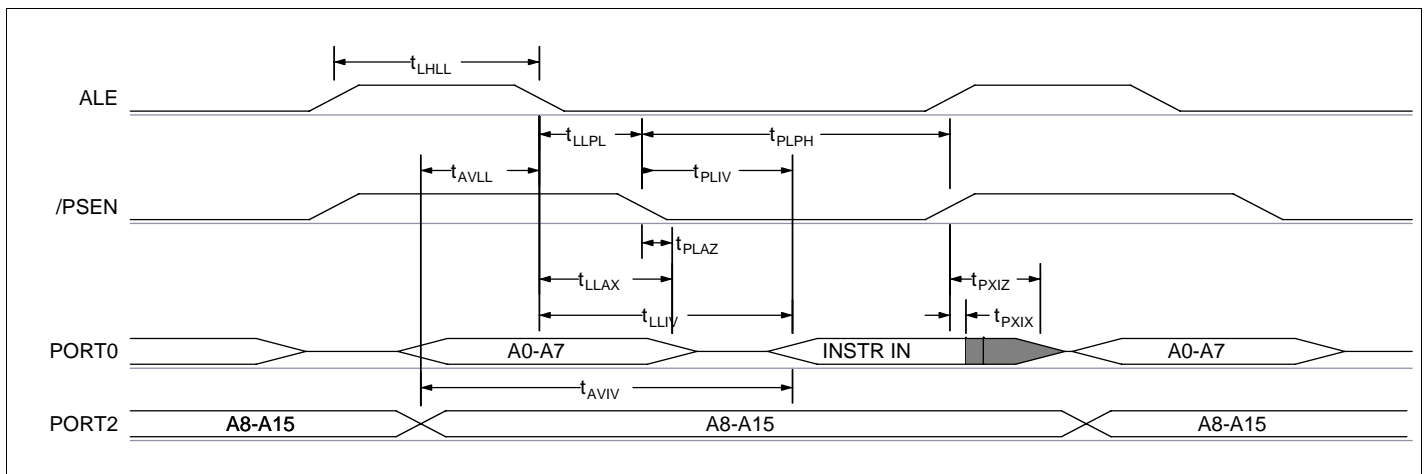 tLHLL
ALE
tLLPL
tPLPH
tAVLL
tPLIV
/PSEN
tPLAZ
tLLAX
tPXIZ
tLLIV
tPXIX
PORT0
A0-A7
INSTR IN
A0-A7
tAVIV
PORT2
A8-A15
A8-A15
A8-A15